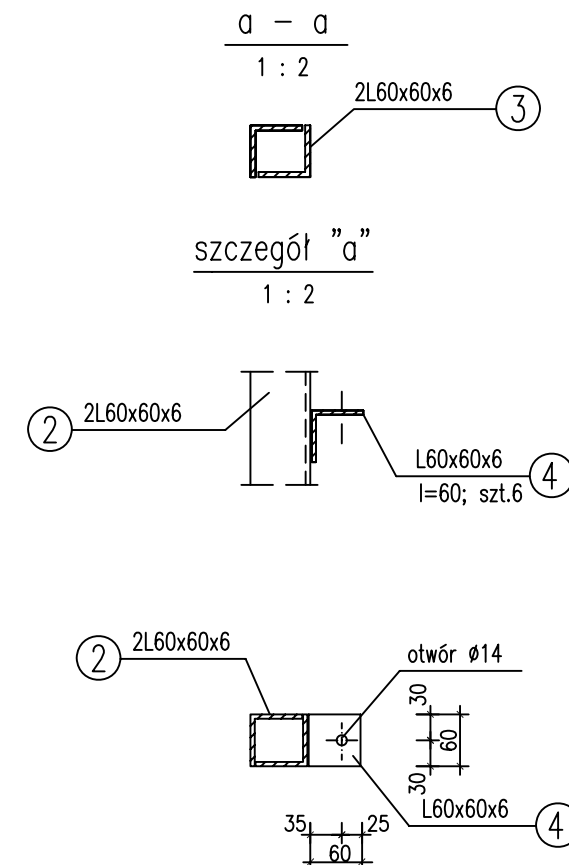 a - a
1 : 2
2L60x60x6
3
szczegół "a"
1 : 2
2
2L60x60x6
L60x60x6
4
l=60; szt.6
2
2L60x60x6
otwór ø14
30
60
30
L60x60x6
4
35
25
60